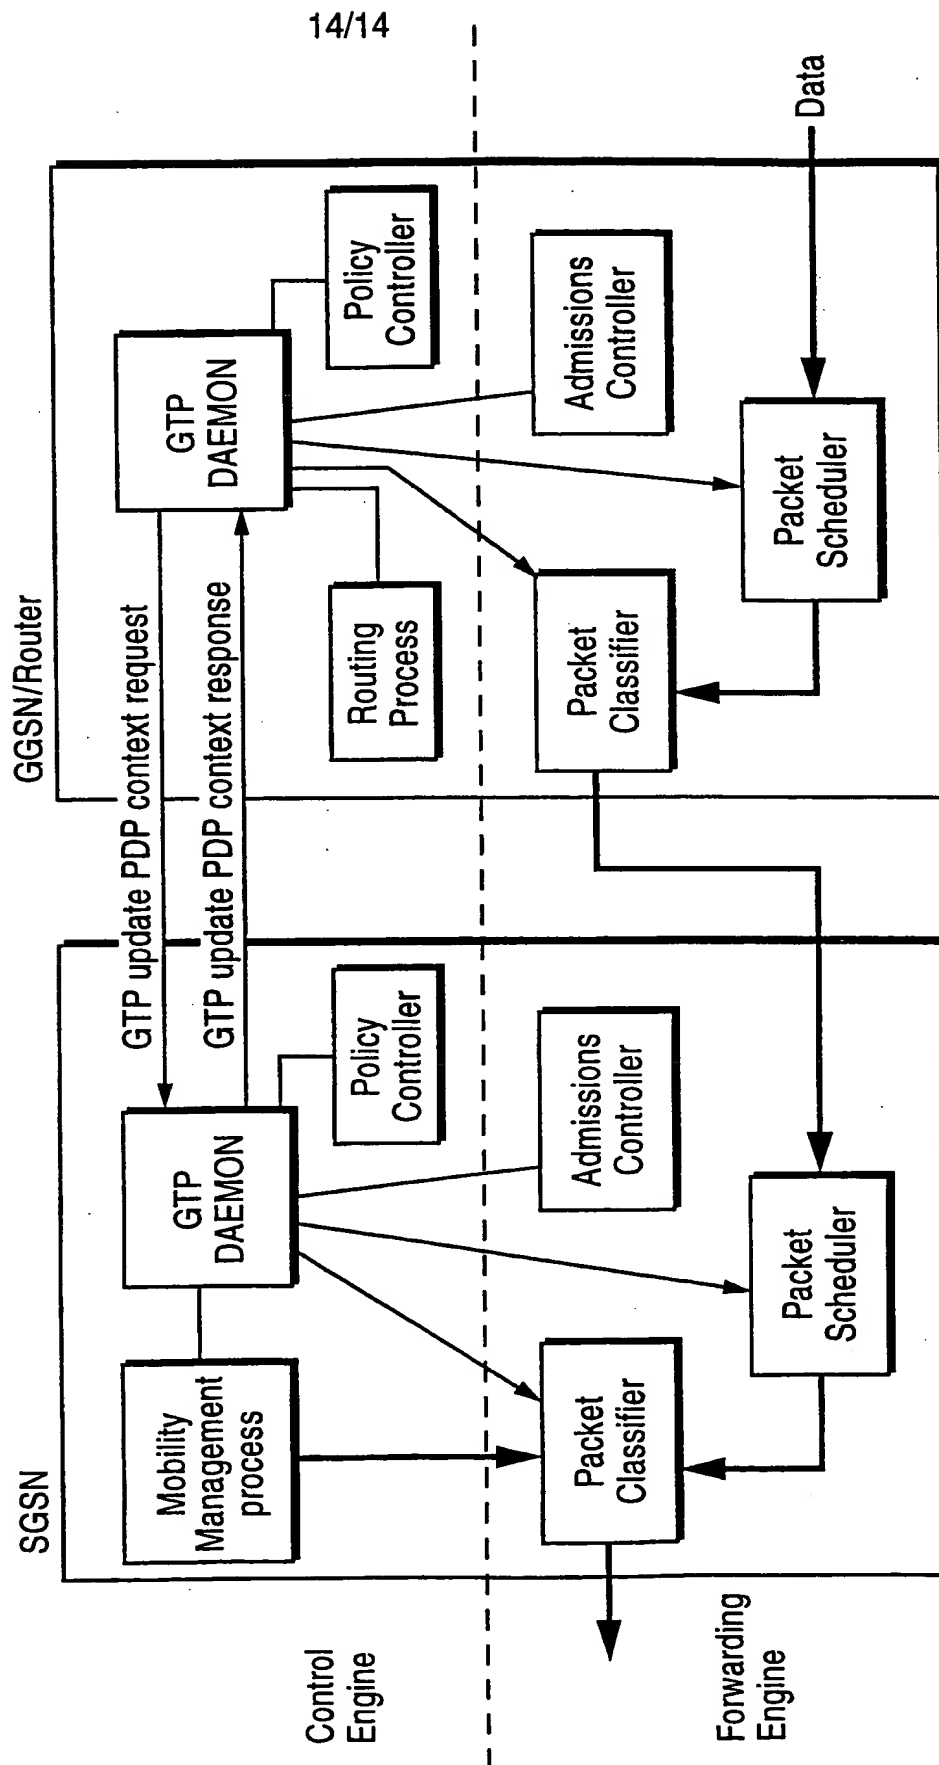 14/14
SGSN
GGSN/Router
GTP update PDP context request
GTP update PDP context response
Control
Engine
Mobility
Management
process
GTP
DAEMON
Policy
Controller
Routing
Process
GTP
DAEMON
Policy
Controller
Forwarding
Engine
Packet
Classifier
Admissions
Controller
Packet
Scheduler
Packet
Classifier
Admissions
Controller
Packet
Scheduler
Data